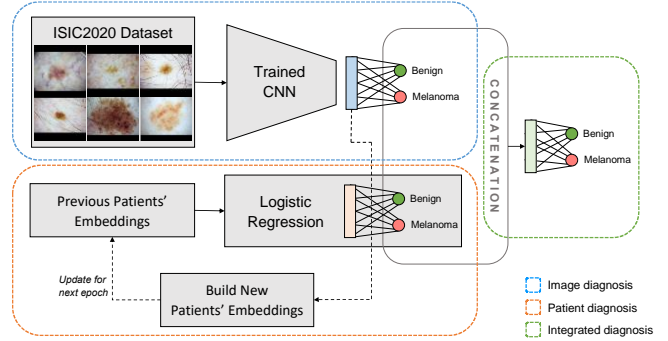 ISIC2020 Dataset
Trained
CNN
Benign
Melanoma
CONCATENATION
Benign
Melanoma
Previous Patients’
Embeddings
Logistic
Regression
Benign
Melanoma
Update for
next epoch
Build New
Patients’ Embeddings
Image diagnosis
Patient diagnosis
Integrated diagnosis